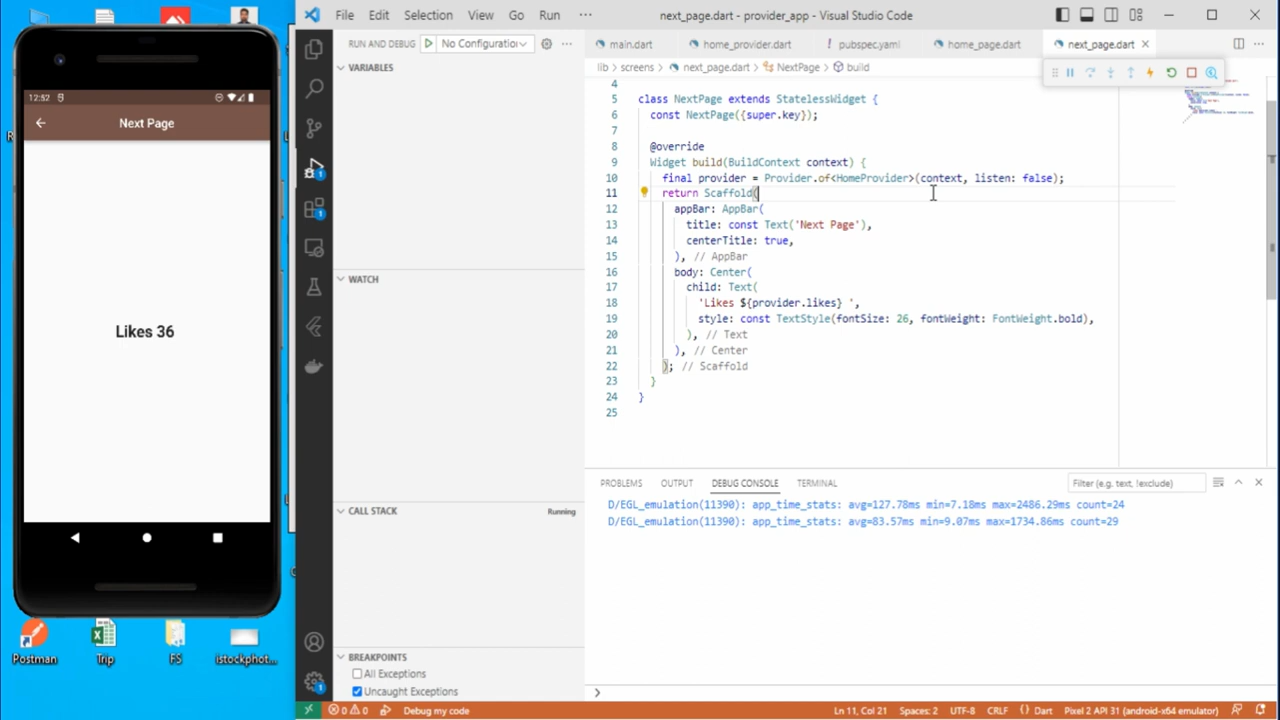 File Edit Selection View Go Run ··· next_page.dart - provider_app - Visual Studio Code
RUN AND DEBUG No Configuration ···
main.dart home_provider.dart pubspec.yaml home_page.dart next_page.dart
lib > screens > next_page.dart > NextPage > build
12:52
Next Page
Likes 36
Postman
Trip
FS
istockphot...
VARIABLES
WATCH
CALL STACK Running
BREAKPOINTS
All Exceptions
Uncaught Exceptions
4
5 class NextPage extends StatelessWidget {
6 const NextPage({super.key});
7
8 @override
9 Widget build(BuildContext context) {
10 final provider = Provider.of<HomeProvider>(context, listen: false);
11 return Scaffold(
12 appBar: AppBar(
13 title: const Text('Next Page'),
14 centerTitle: true,
15 ), // AppBar
16 body: Center(
17 child: Text(
18 'Likes ${provider.likes} ',
19 style: const TextStyle(fontSize: 26, fontWeight: FontWeight.bold),
20 ), // Text
21 ), // Center
22 ); // Scaffold
23 }
24 }
25
PROBLEMS OUTPUT DEBUG CONSOLE TERMINAL Filter (e.g. text, !exclude)
D/EGL_emulation(11390): app_time_stats: avg=127.78ms min=7.18ms max=2486.29ms count=24
D/EGL_emulation(11390): app_time_stats: avg=83.57ms min=9.07ms max=1734.86ms count=29
0 0 Debug my code Ln 11, Col 21 Spaces: 2 UTF-8 CRLF { } Dart Pixel 2 API 31 (android-x64 emulator)